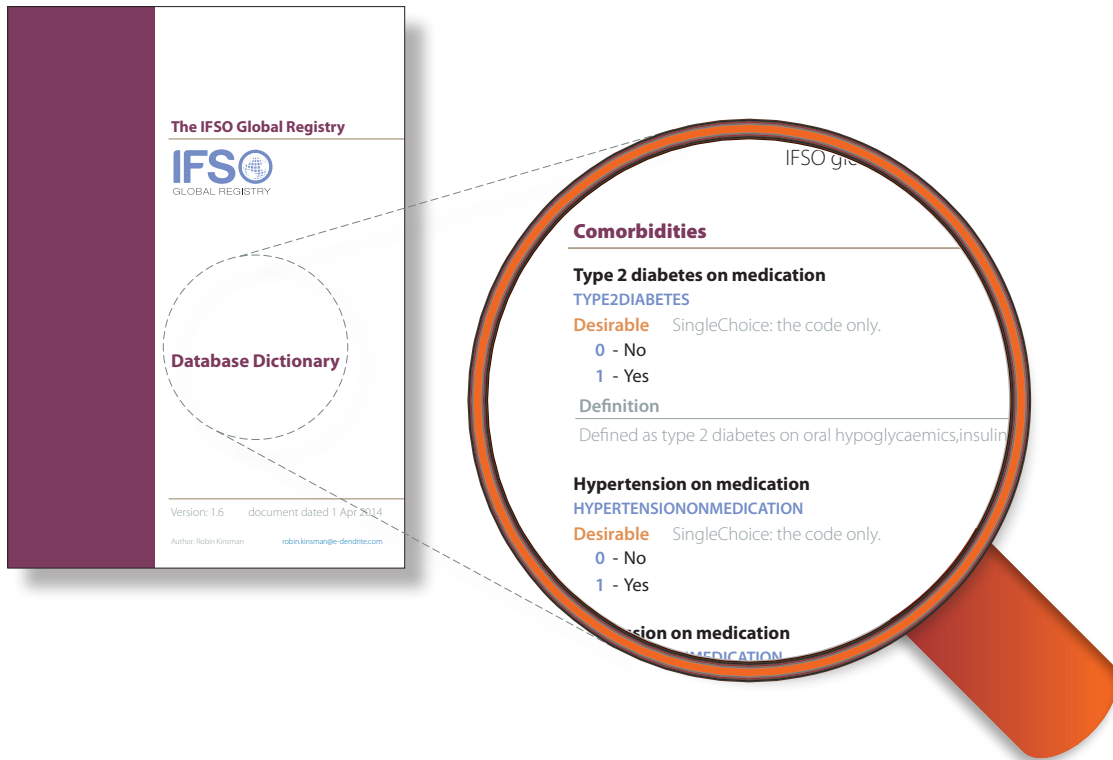 The IFSO Global Registry
IFSO
GLOBAL REGISTRY
Database Dictionary
Version: 1.6 document dated 1 Apr 2014
Author: Robin Kinsman robin.kinsman@e-dendrite.com
IFSO
Comorbidities
Type 2 diabetes on medication
TYPE2DIABETES
Desirable SingleChoice: the code only.
0 - No
1 - Yes
Definition
Defined as type 2 diabetes on oral hypoglycaemics,insulin
Hypertension on medication
HYPERTENSIONONMEDICATION
Desirable SingleChoice: the code only.
0 - No
1 - Yes
on medication